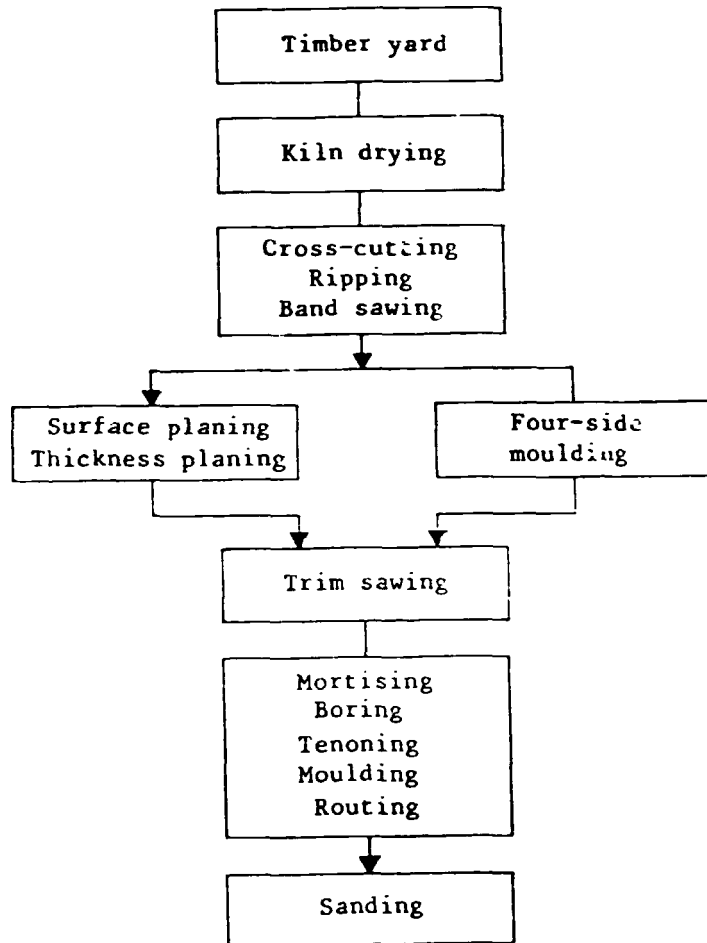 Timber yard
Kiln drying
Cross-cutting
Ripping
Band sawing
Surface planing
Thickness planing
Four-side
moulding
Trim sawing
Mortising
Boring
Tenoning
Moulding
Routing
Sanding